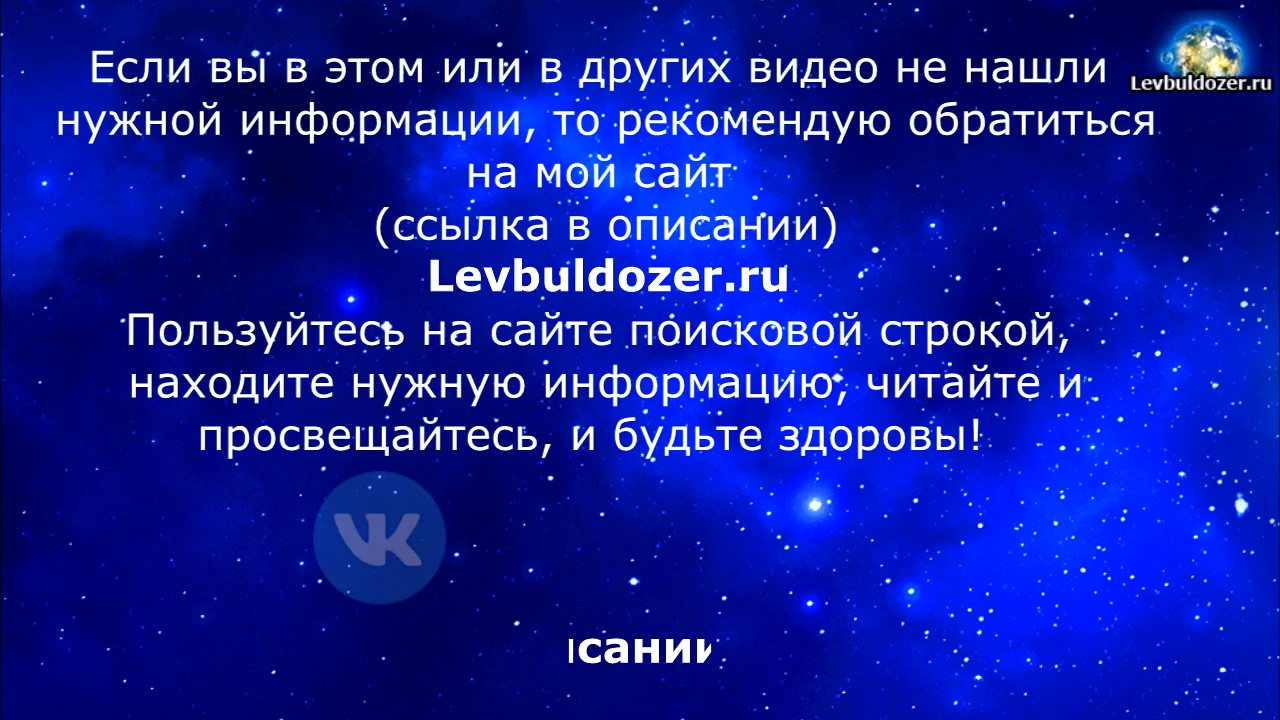 Levbuldozer.ru
Если вы в этом или в других видео не нашли
нужной информации, то рекомендую обратиться
на мой сайт
(ссылка в описании)
Levbuldozer.ru
Пользуйтесь на сайте поисковой строкой,
находите нужную информацию, читайте и
просвещайтесь, и будьте здоровы!